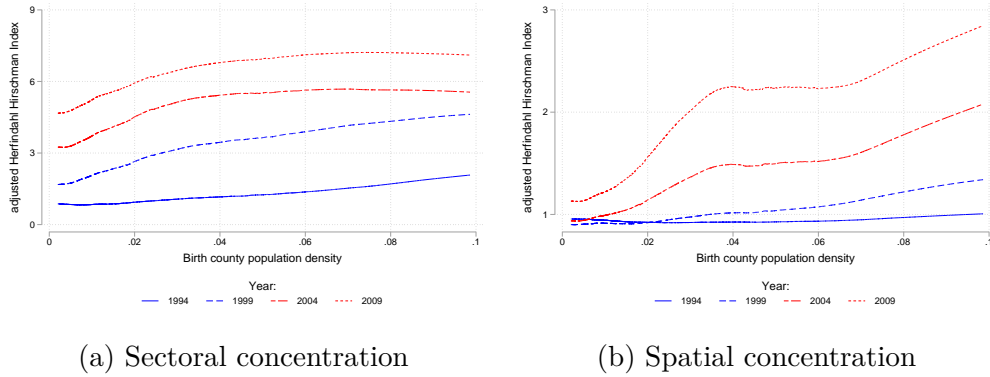 adjusted Herfindahl Hirschman Index
9
6
3
0
0 .02 .04 .06 .08 .1
Birth county population density
Year:
1994 1999 2004 2009
(a) Sectoral concentration
adjusted Herfindahl Hirschman Index
3
2
1
0 .02 .04 .06 .08 .1
Birth county population density
Year:
1994 1999 2004 2009
(b) Spatial concentration